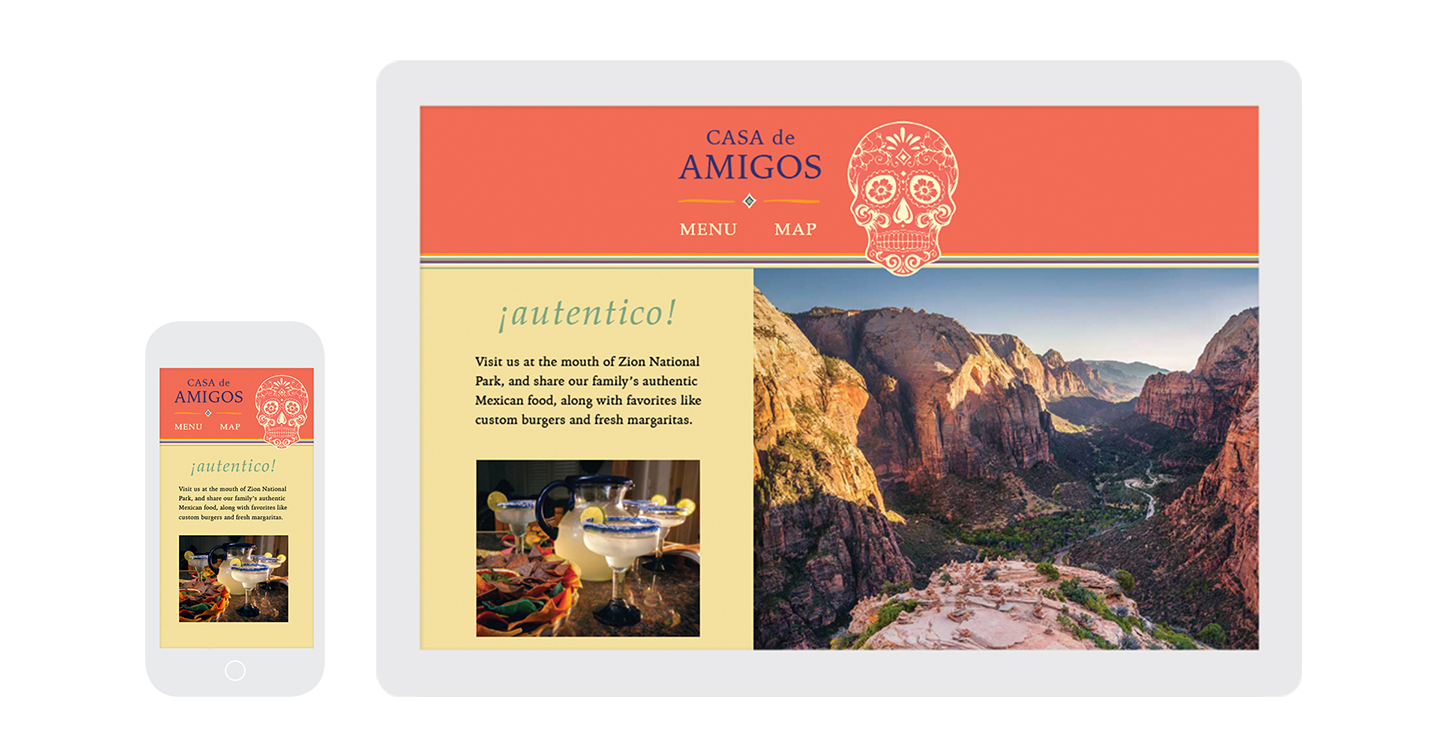 CASA de
AMIGOS
MENU MAP
¡autentico!
Visit us at the mouth of Zion National
Park, and share our family’s authentic
Mexican food, along with favorites like
custom burgers and fresh margaritas.
CASA de
AMIGOS
MENU MAP
¡autentico!
Visit us at the mouth of Zion National
Park, and share our family’s authentic
Mexican food, along with favorites like
custom burgers and fresh margaritas.